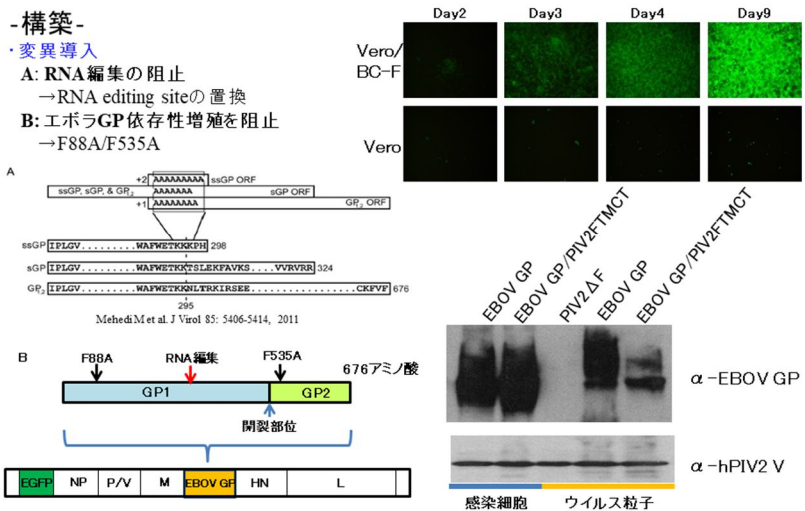 -構築-
・変異導入
A: RNA編集の阻止
→RNA editing siteの置換
B: エボラGP依存性増殖を阻止
→F88A/F535A
Day2 Day3 Day4 Day9
Vero/
BC-F
Vero
A
+2 AAAAAAAAA ssGP ORF
ssGP, sGP, & GP1,2 AAAAAAA sGP ORF
+1 AAAAAAAA GP1,2 ORF
ssGP IPLGV.........WAFWETKKKPH 298
sGP IPLGV.........WAFWETKKTSLEKFAVKS....VVRVRR 324
GP1,2 IPLGV.........WAFWETKKNLTRKIRSEE...............CKFVF 676
295
Mehedi M et al. J Virol 85: 5406-5414, 2011
B
F88A RNA編集 F535A
676アミノ酸
GP1 GP2
開裂部位
EGFP NP P/V M EBOV GP HN L
EBOV GP
EBOV GP/PIV2FTMCT
PIV2ΔF
EBOV GP
EBOV GP/PIV2FTMCT
α-EBOV GP
α-hPIV2 V
感染細胞 ウイルス粒子